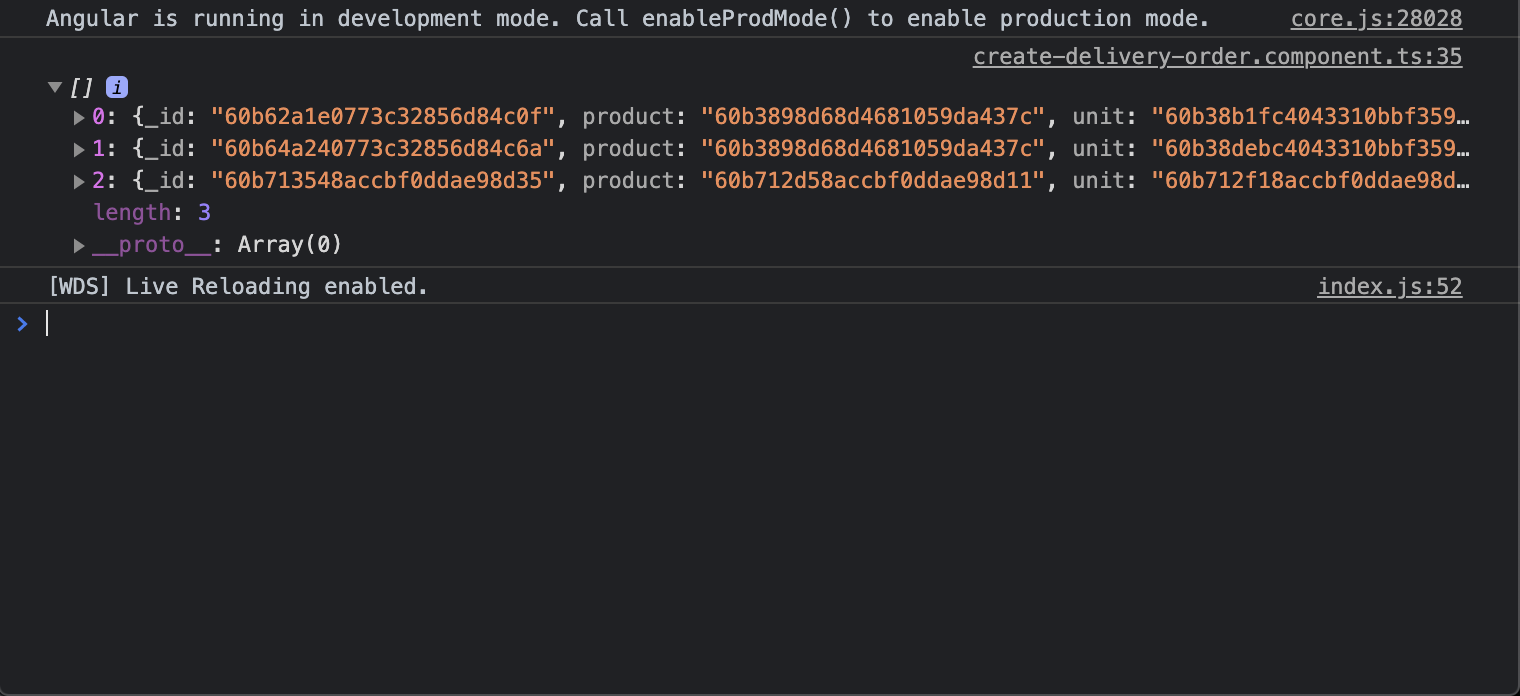 Angular is running in development mode. Call enableProdMode() to enable production mode. core.js:28028
create-delivery-order.component.ts:35
▼[] i
▶0: {_id: "60b62a1e0773c32856d84c0f", product: "60b3898d68d4681059da437c", unit: "60b38b1fc4043310bbf359…
▶1: {_id: "60b64a240773c32856d84c6a", product: "60b3898d68d4681059da437c", unit: "60b38debc4043310bbf359…
▶2: {_id: "60b713548accbf0ddae98d35", product: "60b712d58accbf0ddae98d11", unit: "60b712f18accbf0ddae98d…
length: 3
▶__proto__: Array(0)
[WDS] Live Reloading enabled. index.js:52
>